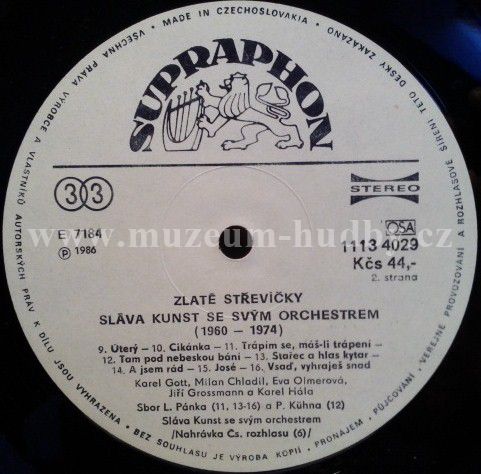 • MADE IN CZECHOSLOVAKIA •
VŠECHNA PRÁVA VÝROBCE A VLASTNÍKŮ AUTORSKÝCH PRÁV K DÍLU JSOU VYHRAZENA • BEZ SOUHLASU JE VÝROBA KOPIÍ, PRONÁJEM, PŮJČOVÁNÍ, VEŘEJNÉ PROVOZOVÁNÍ A ROZHLASOVÉ ŠÍŘENÍ TÉTO DESKY ZAKÁZÁNO
SUPRAPHON
33
STEREO
E 7184
Ⓟ 1986
OSA
www.muzeum-hudby.cz
1113 4029
Kčs 44,-
2. strana
ZLATÉ STŘEVÍČKY
SLÁVA KUNST SE SVÝM ORCHESTREM
(1960 — 1974)
9. Úterý — 10. Cikánka — 11. Trápím se, máš-li trápení —
12. Tam pod nebeskou bání — 13. Stařec a hlas kytar —
14. A jsem rád — 15. José — 16. Vsaď, vyhraješ snad
Karel Gott, Milan Chladil, Eva Olmerová,
Jiří Grossmann a Karel Hála
Sbor L. Pánka (11, 13-16) a P. Kühna (12)
Sláva Kunst se svým orchestrem
/Nahrávka Čs. rozhlasu (6)/